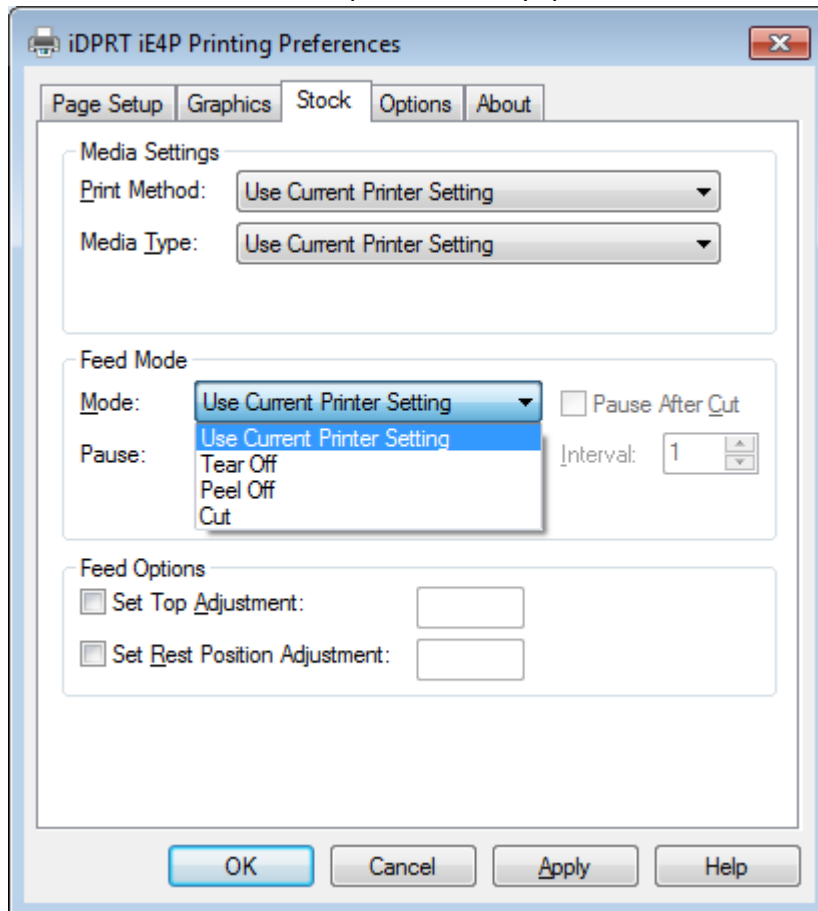 iDPRT iE4P Printing Preferences
Page Setup Graphics Stock Options About
Media Settings
Print Method: Use Current Printer Setting
Media Type: Use Current Printer Setting
Feed Mode
Mode: Use Current Printer Setting Pause After Cut
Use Current Printer Setting
Pause: Tear Off Interval: 1
Peel Off
Cut
Feed Options
Set Top Adjustment:
Set Rest Position Adjustment:
OK Cancel Apply Help